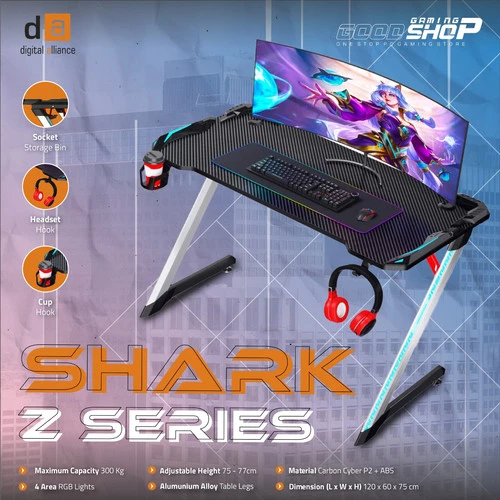 da
digital alliance
GOOD GAMING SHOP
ONE STOP PC GAMING STORE
Socket
Storage Bin
Headset
Hook
Cup
Hook
SHARK
Z SERIES
Maximum Capacity 300 Kg
Adjustable Height 75 - 77cm
Material Carbon Cyber P2 + ABS
4 Area RGB Lights
Alumunium Alloy Table Legs
Dimension (L x W x H) 120 x 60 x 75 cm